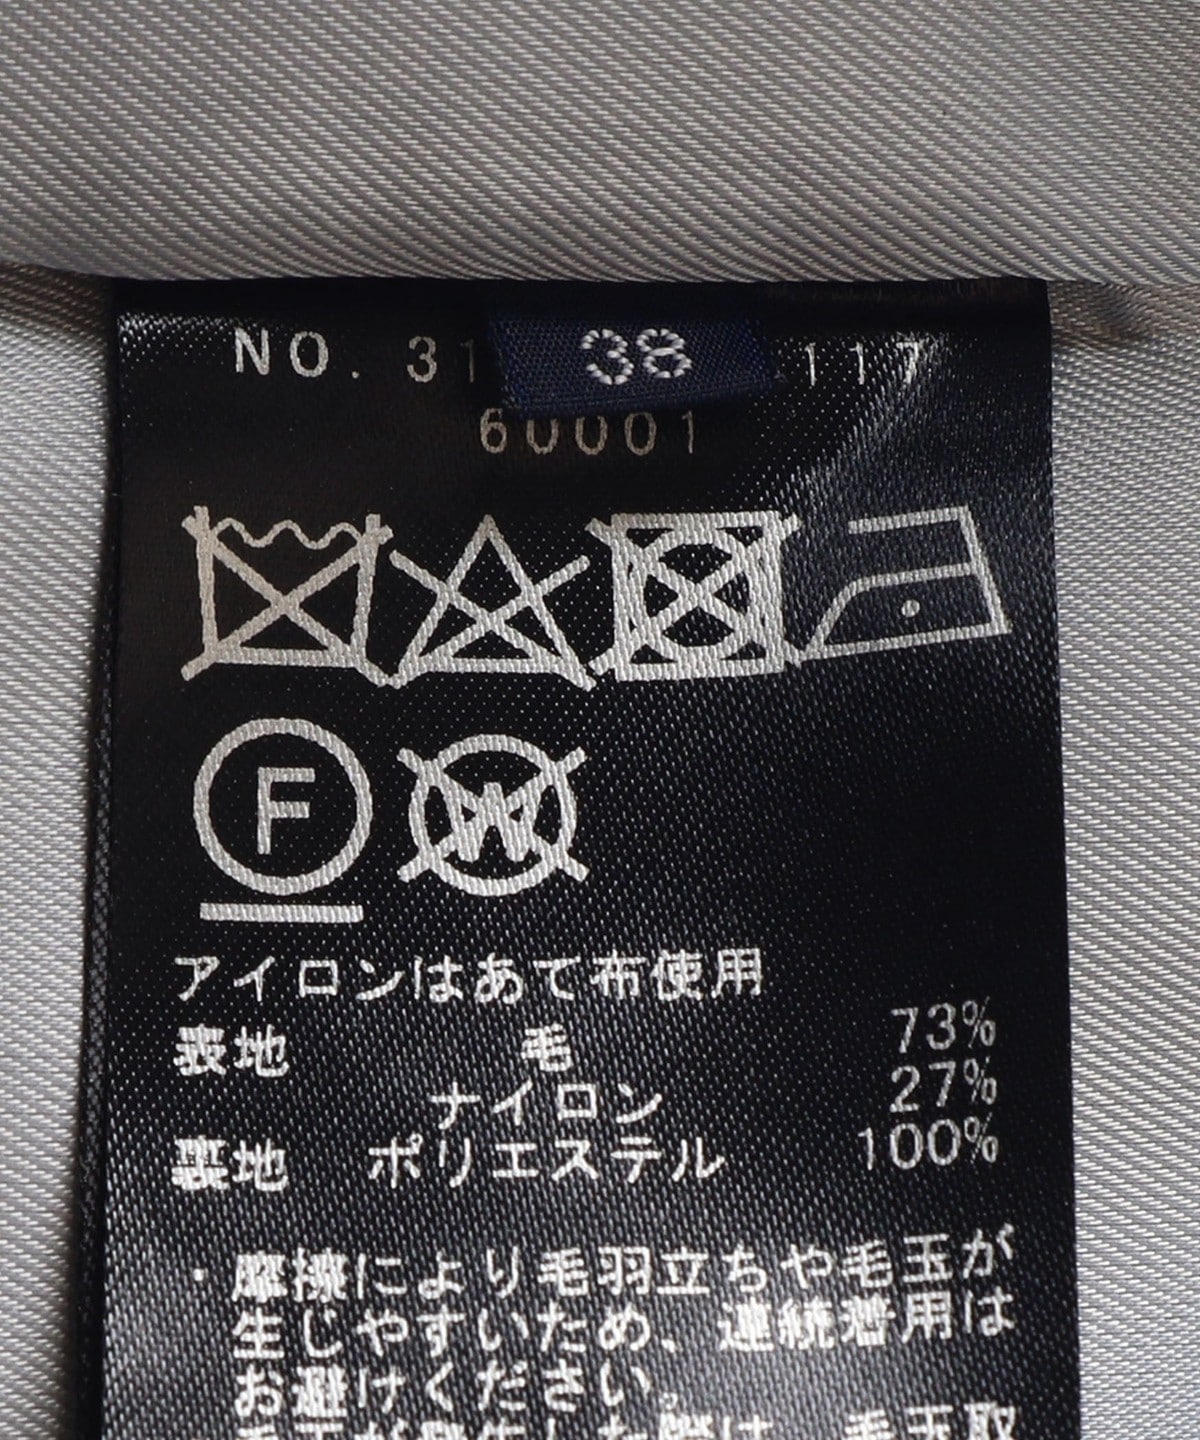 NO. 31 38 117
60001
F W
アイロンはあて布使用
表地 毛 73%
ナイロン 27%
裏地 ポリエステル 100%
・摩擦により毛羽立ちや毛玉が
生じやすいため、連続着用は
お避けください。